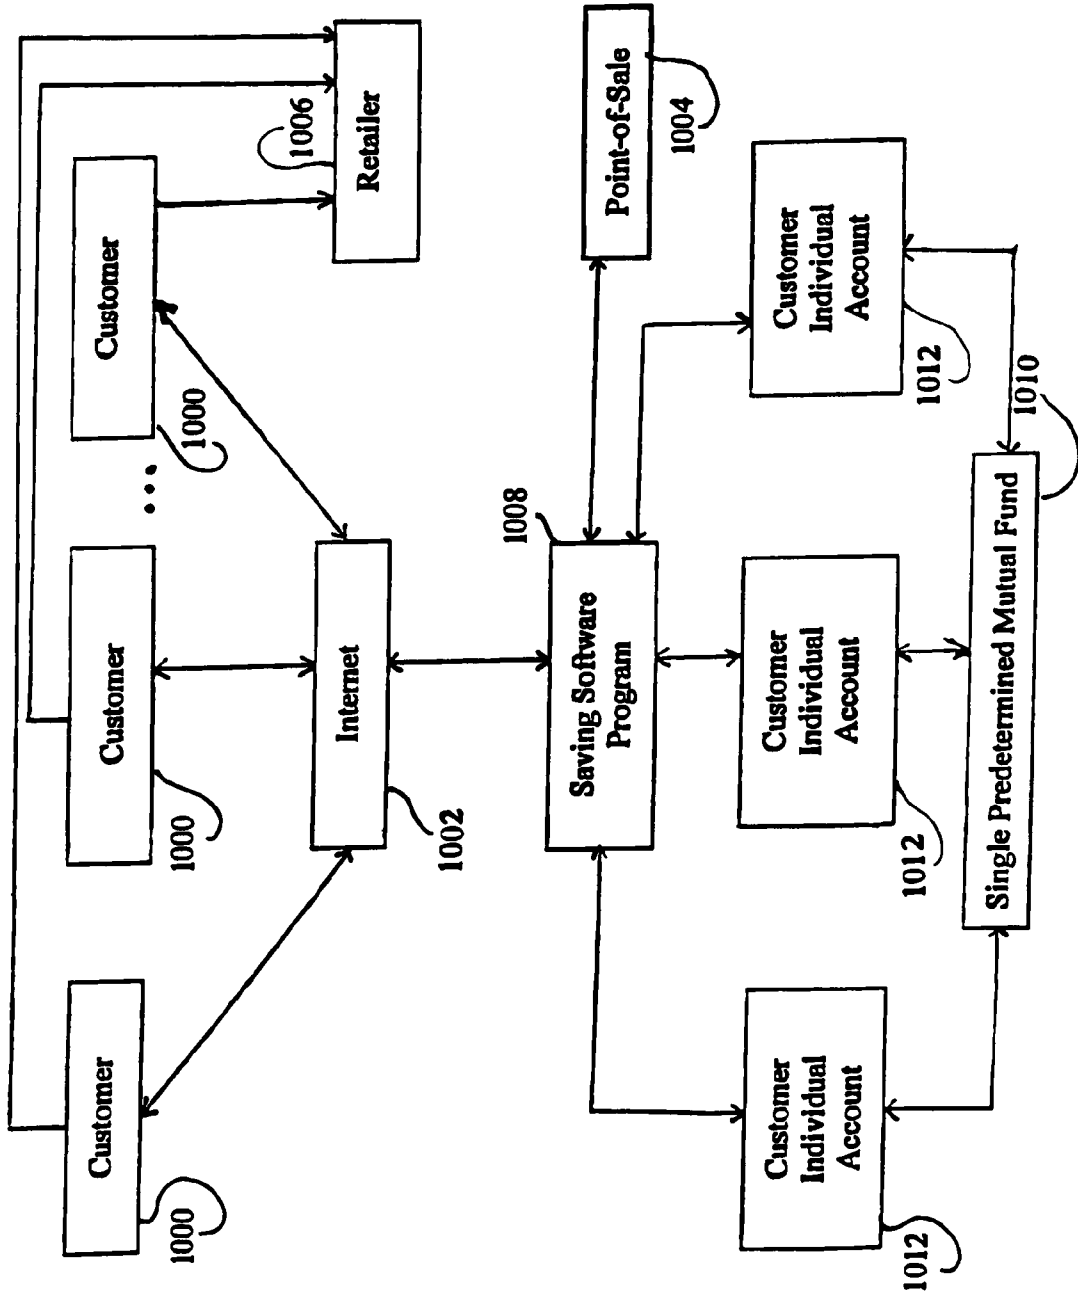 Customer
1000
Customer
1000
...
Customer
1000
Retailer
1006
Internet
1002
Saving Software
Program
1008
Point-of-Sale
1004
Customer
Individual
Account
1012
Customer
Individual
Account
1012
Customer
Individual
Account
1012
Single Predetermined Mutual Fund
1010